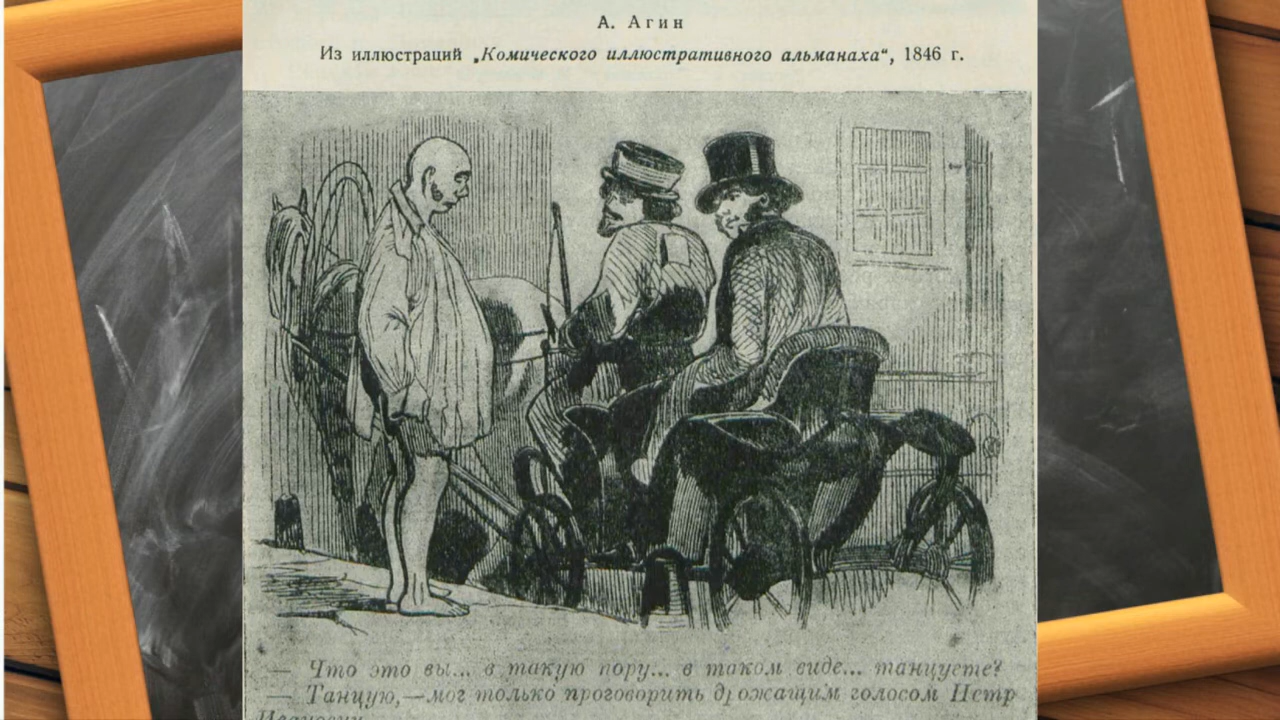 А. Агин
Из иллюстраций „Комического иллюстративного альманаха“, 1846 г.
— Что это вы... в такую пору... в таком виде... танцуете?
— Танцую,—мог только проговорить дрожащим голосом Петр